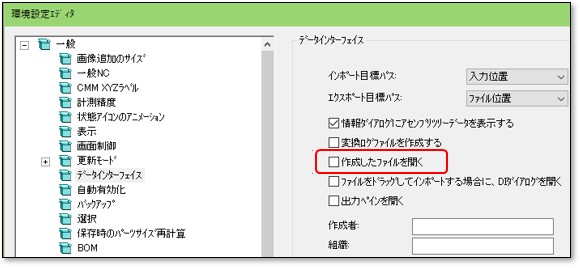 環境設定ｴﾃﾞｨﾀ
一般
画像追加のｻｲｽﾞ
一般NC
CMM XYZﾗﾍﾞﾙ
計測精度
状態ｱｲｺﾝのｱﾆﾒｰｼｮﾝ
表示
画面制御
更新ﾓｰﾄﾞ
ﾃﾞｰﾀｲﾝﾀｰﾌｪｲｽ
自動有効化
ﾊﾞｯｸｱｯﾌﾟ
選択
保存時のﾊﾟｰﾂｻｲｽﾞ再計算
BOM
ﾃﾞｰﾀｲﾝﾀｰﾌｪｲｽ
ｲﾝﾎﾟｰﾄ目標ﾊﾟｽ: 入力位置
ｴｸｽﾎﾟｰﾄ目標ﾊﾟｽ: ﾌｧｲﾙ位置
情報ﾀﾞｲｱﾛｸﾞにｱｾﾝﾌﾞﾘﾂﾘｰﾃﾞｰﾀを表示する
変換ﾛｸﾞﾌｧｲﾙを作成する
作成したﾌｧｲﾙを開く
ﾌｧｲﾙをﾄﾞﾗｯｸﾞしてｲﾝﾎﾟｰﾄする場合に、DIﾀﾞｲｱﾛｸﾞを開く
出力ﾍﾟｲﾝを開く
作成者:
組織: